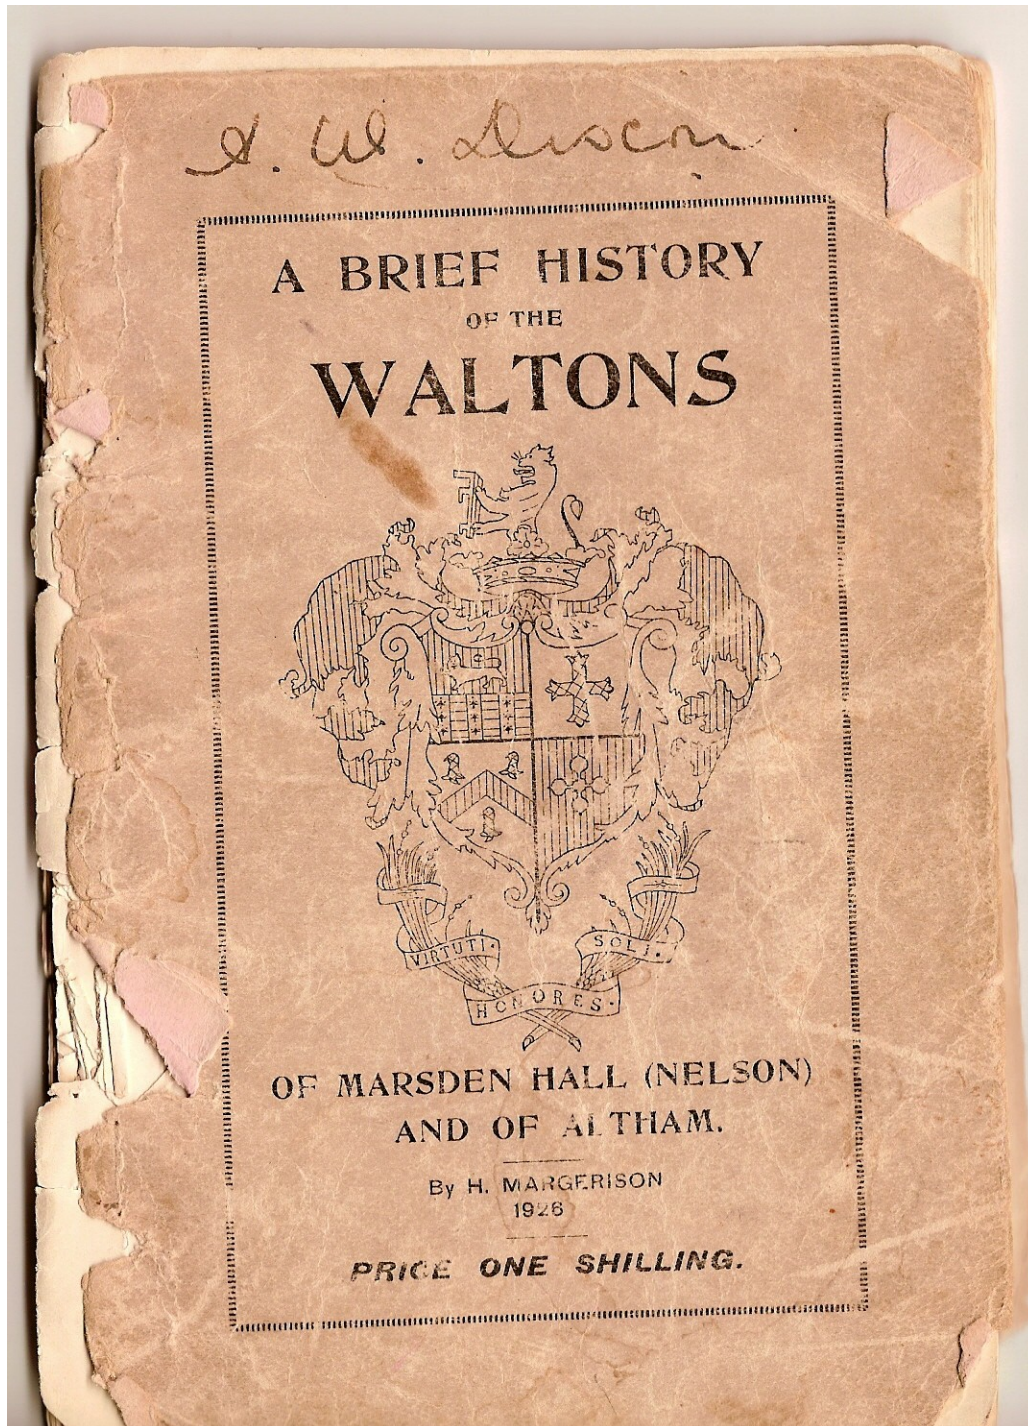 A BRIEF HISTORY
OF THE
WALTONS
VIRTUTI · SOLI ·
HONORES ·
OF MARSDEN HALL (NELSON)
AND OF ALTHAM.
By H. MARGERISON
1926
PRICE ONE SHILLING.